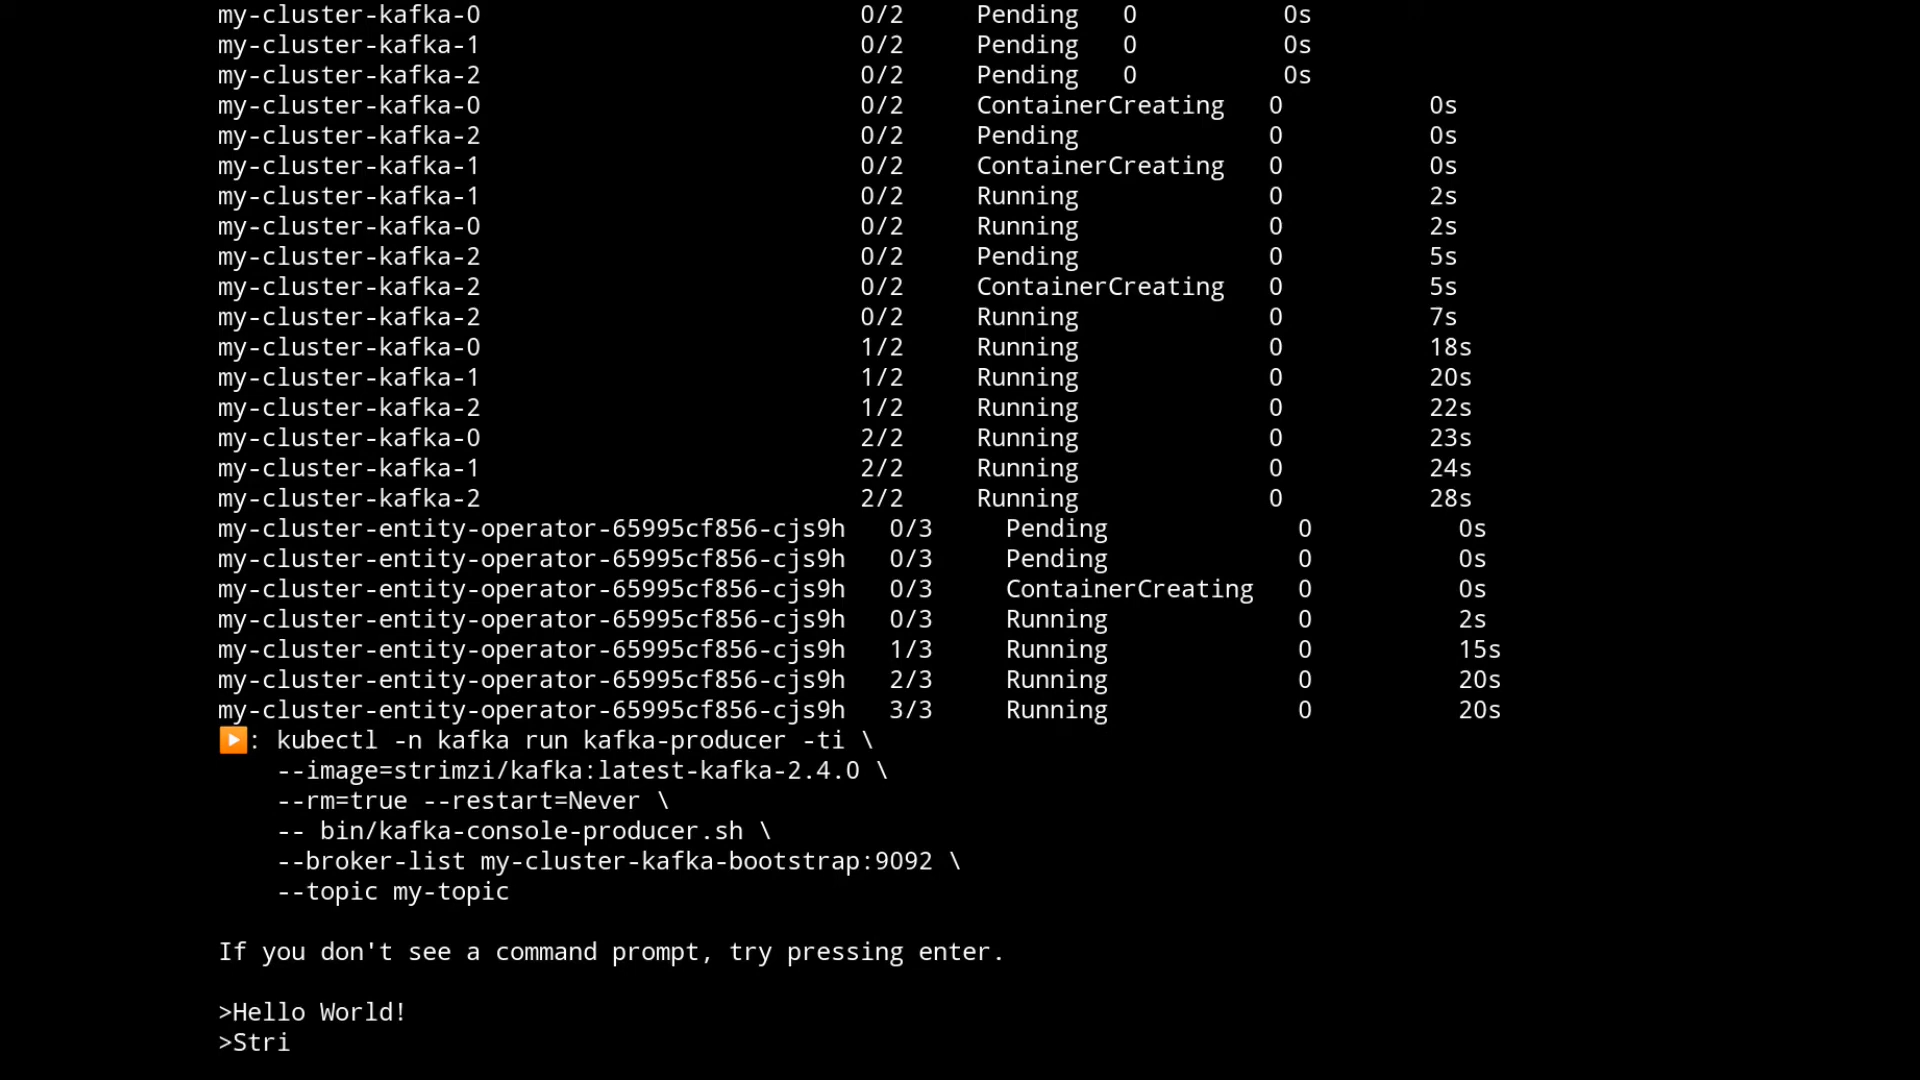 my-cluster-kafka-0 0/2 Pending 0 0s
my-cluster-kafka-1 0/2 Pending 0 0s
my-cluster-kafka-2 0/2 Pending 0 0s
my-cluster-kafka-0 0/2 ContainerCreating 0 0s
my-cluster-kafka-2 0/2 Pending 0 0s
my-cluster-kafka-1 0/2 ContainerCreating 0 0s
my-cluster-kafka-1 0/2 Running 0 2s
my-cluster-kafka-0 0/2 Running 0 2s
my-cluster-kafka-2 0/2 Pending 0 5s
my-cluster-kafka-2 0/2 ContainerCreating 0 5s
my-cluster-kafka-2 0/2 Running 0 7s
my-cluster-kafka-0 1/2 Running 0 18s
my-cluster-kafka-1 1/2 Running 0 20s
my-cluster-kafka-2 1/2 Running 0 22s
my-cluster-kafka-0 2/2 Running 0 23s
my-cluster-kafka-1 2/2 Running 0 24s
my-cluster-kafka-2 2/2 Running 0 28s
my-cluster-entity-operator-65995cf856-cjs9h 0/3 Pending 0 0s
my-cluster-entity-operator-65995cf856-cjs9h 0/3 Pending 0 0s
my-cluster-entity-operator-65995cf856-cjs9h 0/3 ContainerCreating 0 0s
my-cluster-entity-operator-65995cf856-cjs9h 0/3 Running 0 2s
my-cluster-entity-operator-65995cf856-cjs9h 1/3 Running 0 15s
my-cluster-entity-operator-65995cf856-cjs9h 2/3 Running 0 20s
my-cluster-entity-operator-65995cf856-cjs9h 3/3 Running 0 20s
▶️: kubectl -n kafka run kafka-producer -ti \
--image=strimzi/kafka:latest-kafka-2.4.0 \
--rm=true --restart=Never \
-- bin/kafka-console-producer.sh \
--broker-list my-cluster-kafka-bootstrap:9092 \
--topic my-topic
If you don't see a command prompt, try pressing enter.
>Hello World!
>Stri